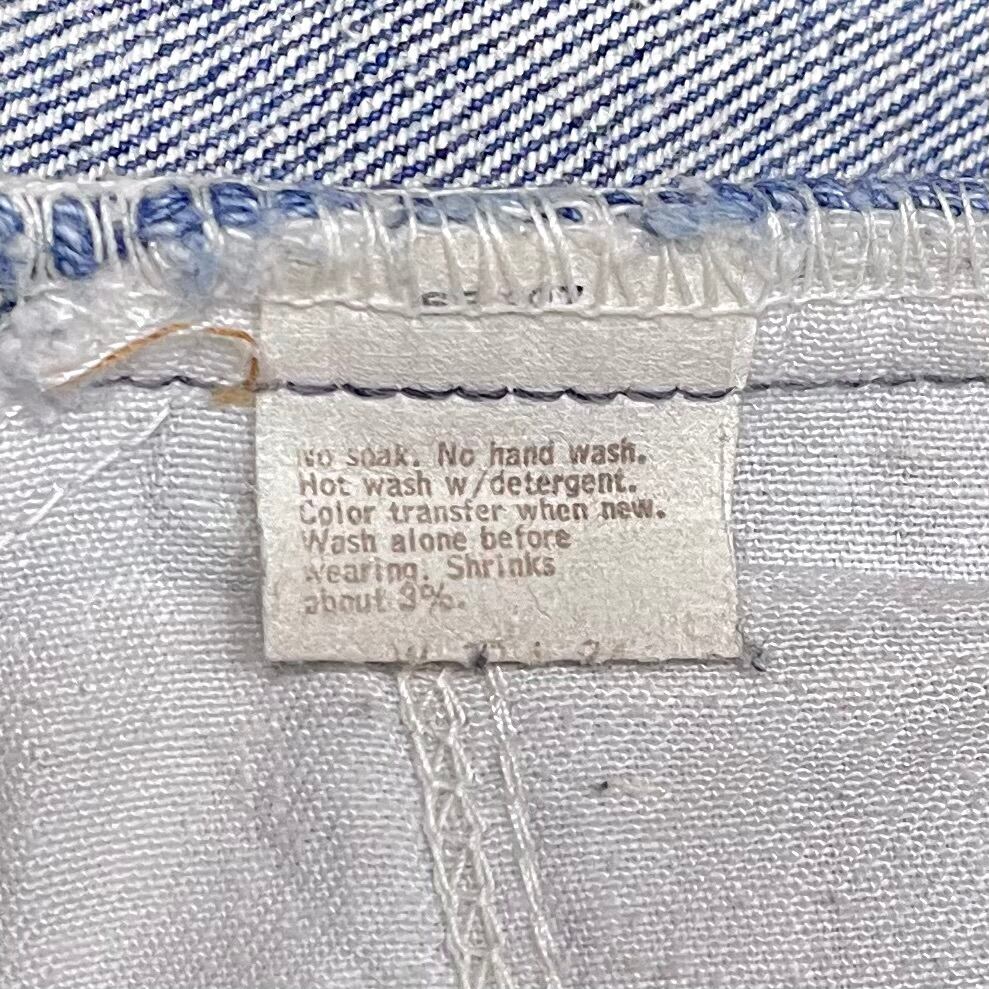 No soak. No hand wash.
Hot wash w/detergent.
Color transfer when new.
Wash alone before
wearing. Shrinks
about 3%.